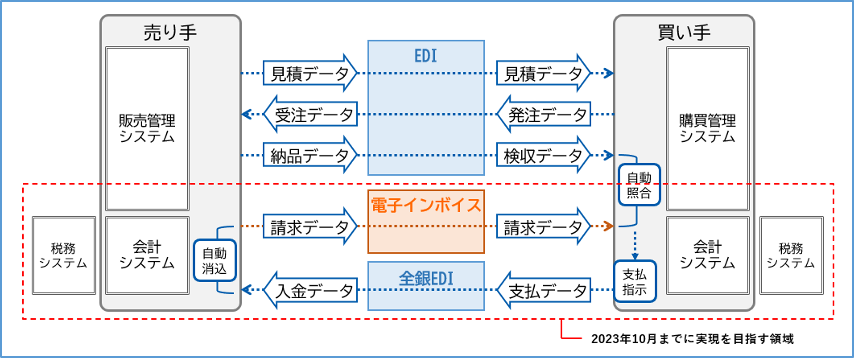 売り手
EDI
買い手
見積データ
見積データ
販売管理
システム
受注データ
発注データ
購買管理
システム
納品データ
検収データ
自動
照合
電子インボイス
請求データ
請求データ
税務
システム
会計
システム
自動
消込
会計
システム
税務
システム
全銀EDI
入金データ
支払データ
支払
指示
2023年10月までに実現を目指す領域